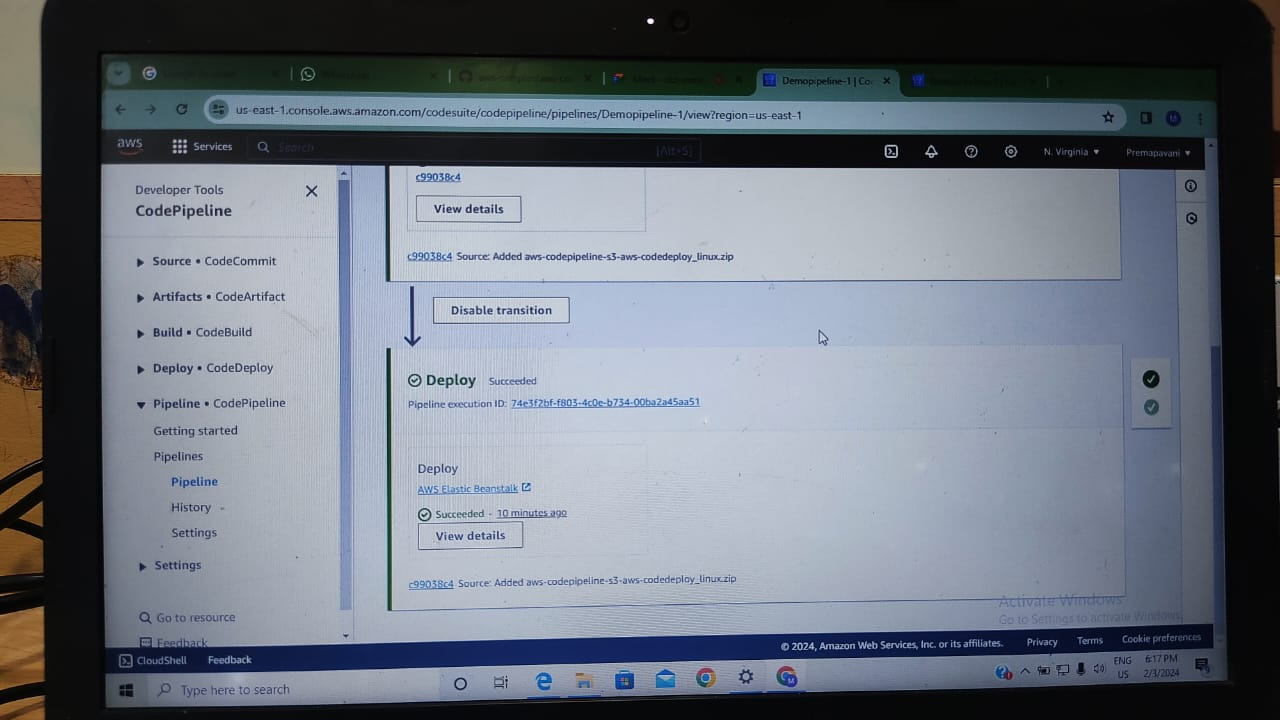 Demopipeline-1 | Co
us-east-1.console.aws.amazon.com/codesuite/codepipeline/pipelines/Demopipeline-1/view?region=us-east-1
aws Services Search [Alt+S] N. Virginia Premapavani
Developer Tools
CodePipeline
Source • CodeCommit
Artifacts • CodeArtifact
Build • CodeBuild
Deploy • CodeDeploy
Pipeline • CodePipeline
Getting started
Pipelines
Pipeline
History
Settings
Settings
Go to resource
Feedback
c99038c4
View details
c99038c4 Source: Added aws-codepipeline-s3-aws-codedeploy_linux.zip
Disable transition
Deploy Succeeded
Pipeline execution ID: 74e3f2bf-f803-4c0e-b734-00ba2a45aa51
Deploy
AWS Elastic Beanstalk
Succeeded - 10 minutes ago
View details
c99038c4 Source: Added aws-codepipeline-s3-aws-codedeploy_linux.zip
Activate Windows
Go to Settings to activate Windows.
CloudShell Feedback © 2024, Amazon Web Services, Inc. or its affiliates. Privacy Terms Cookie preferences
Type here to search
ENG
US
6:17 PM
2/3/2024